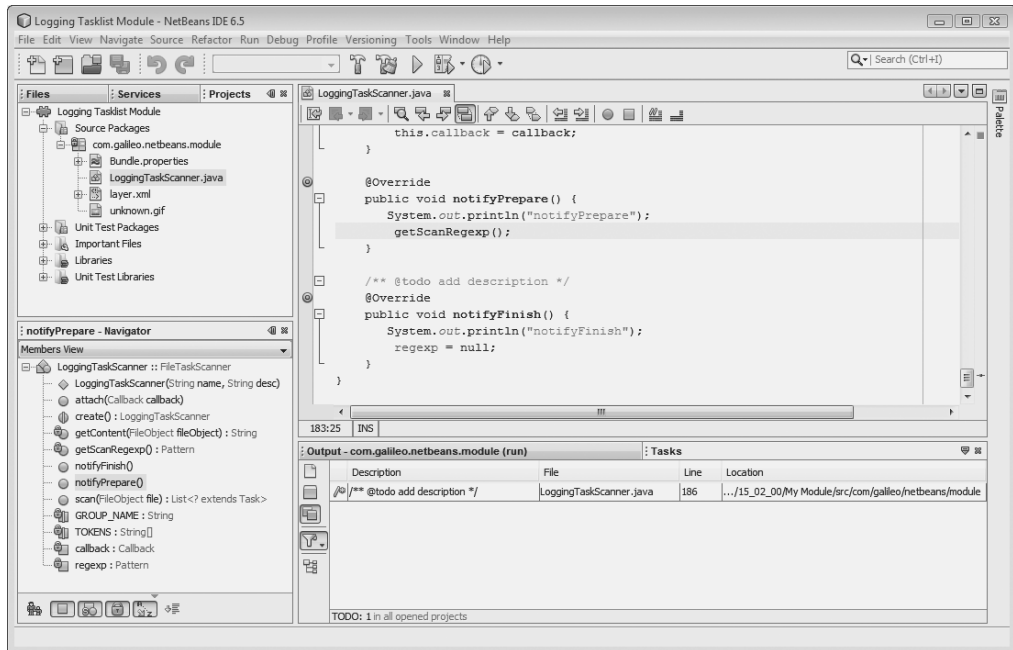 Logging Tasklist Module - NetBeans IDE 6.5
File Edit View Navigate Source Refactor Run Debug Profile Versioning Tools Window Help
Search (Ctrl+I)
Files Services Projects
Logging Tasklist Module
Source Packages
com.galileo.netbeans.module
Bundle.properties
LoggingTaskScanner.java
layer.xml
unknown.gif
Unit Test Packages
Important Files
Libraries
Unit Test Libraries
notifyPrepare - Navigator
Members View
LoggingTaskScanner :: FileTaskScanner
LoggingTaskScanner(String name, String desc)
attach(Callback callback)
create() : LoggingTaskScanner
getContent(FileObject fileObject) : String
getScanRegexp() : Pattern
notifyFinish()
notifyPrepare()
scan(FileObject file) : List<? extends Task>
GROUP_NAME : String
TOKENS : String[]
callback : Callback
regexp : Pattern
LoggingTaskScanner.java
this.callback = callback;
}
@Override
public void notifyPrepare() {
System.out.println("notifyPrepare");
getScanRegexp();
}
/** @todo add description */
@Override
public void notifyFinish() {
System.out.println("notifyFinish");
regexp = null;
}
}
183:25 INS
Palette
Output - com.galileo.netbeans.module (run) Tasks
Description File Line Location
/** @todo add description */ LoggingTaskScanner.java 186 .../15_02_00/My Module/src/com/galileo/netbeans/module
TODO: 1 in all opened projects